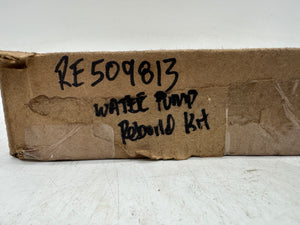 RE509813
WATER PUMP
Rebuild Kit